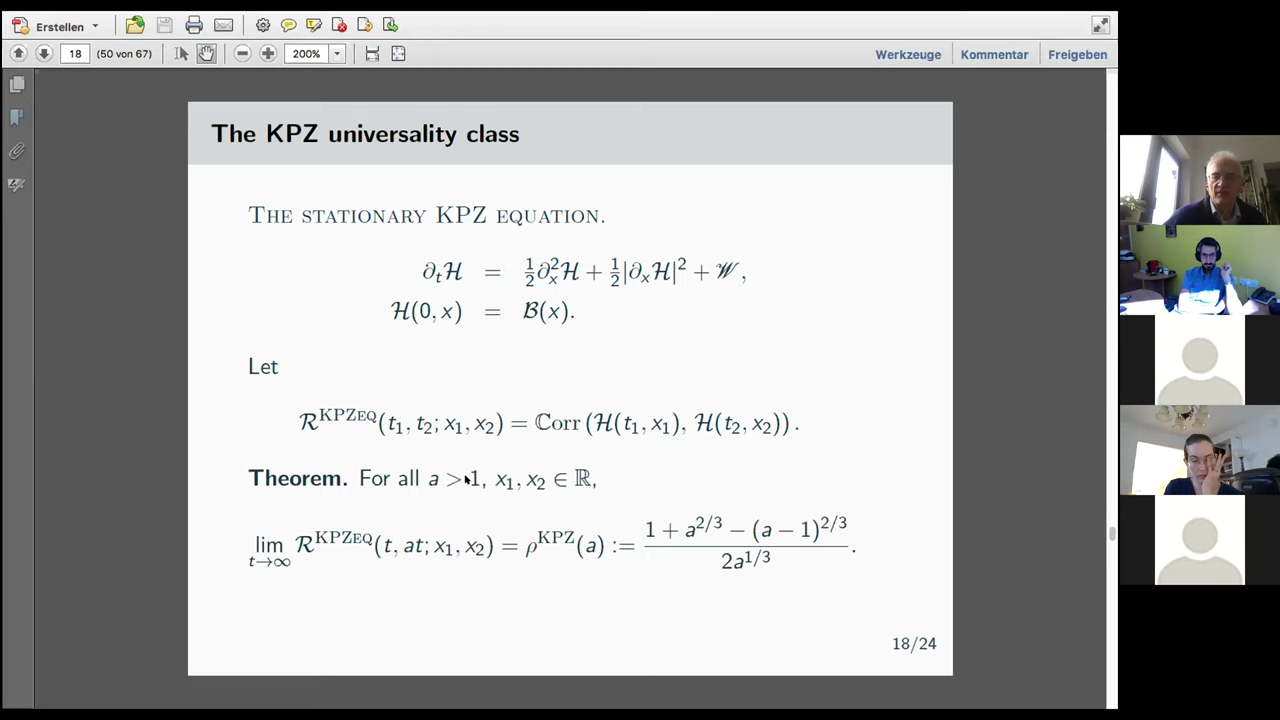 Erstellen
18 (50 von 67) 200% Werkzeuge Kommentar Freigeben
The KPZ universality class
The stationary KPZ equation.
∂ₜℋ = ½∂ₓ²ℋ + ½|∂ₓℋ|² + 𝒲,
ℋ(0, x) = ℬ(x).
Let
ℛ^KPZEQ(t₁, t₂; x₁, x₂) = ℂorr (ℋ(t₁, x₁), ℋ(t₂, x₂)).
Theorem. For all a > 1, x₁, x₂ ∈ ℝ,
lim_{t→∞} ℛ^KPZEQ(t, at; x₁, x₂) = ρ^KPZ(a) := (1 + a^{2/3} − (a − 1)^{2/3}) / (2a^{1/3}).
18/24